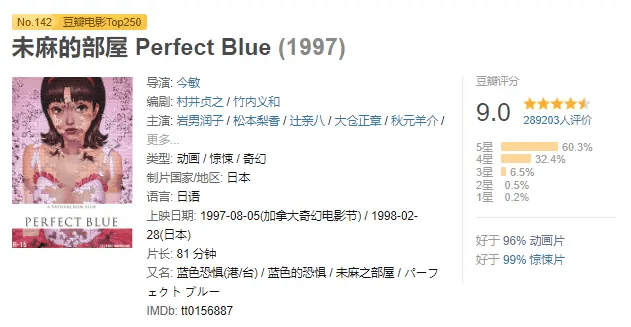 No.142 豆瓣电影Top250
未麻的部屋 Perfect Blue (1997)
PERFECT BLUE
R-15
导演: 今敏
编剧: 村井贞之 / 竹内义和
主演: 岩男润子 / 松本梨香 / 辻亲八 / 大仓正章 / 秋元羊介 /
更多...
类型: 动画 / 惊悚 / 奇幻
制片国家/地区: 日本
语言: 日语
上映日期: 1997-08-05(加拿大奇幻电影节) / 1998-02-
28(日本)
片长: 81 分钟
又名: 蓝色恐惧(港/台) / 蓝色的恐惧 / 未麻之部屋 / パーフ
ェクト ブルー
IMDb: tt0156887
豆瓣评分
9.0
289203人评价
5星 60.3%
4星 32.4%
3星 6.5%
2星 0.5%
1星 0.2%
好于 96% 动画片
好于 99% 惊悚片